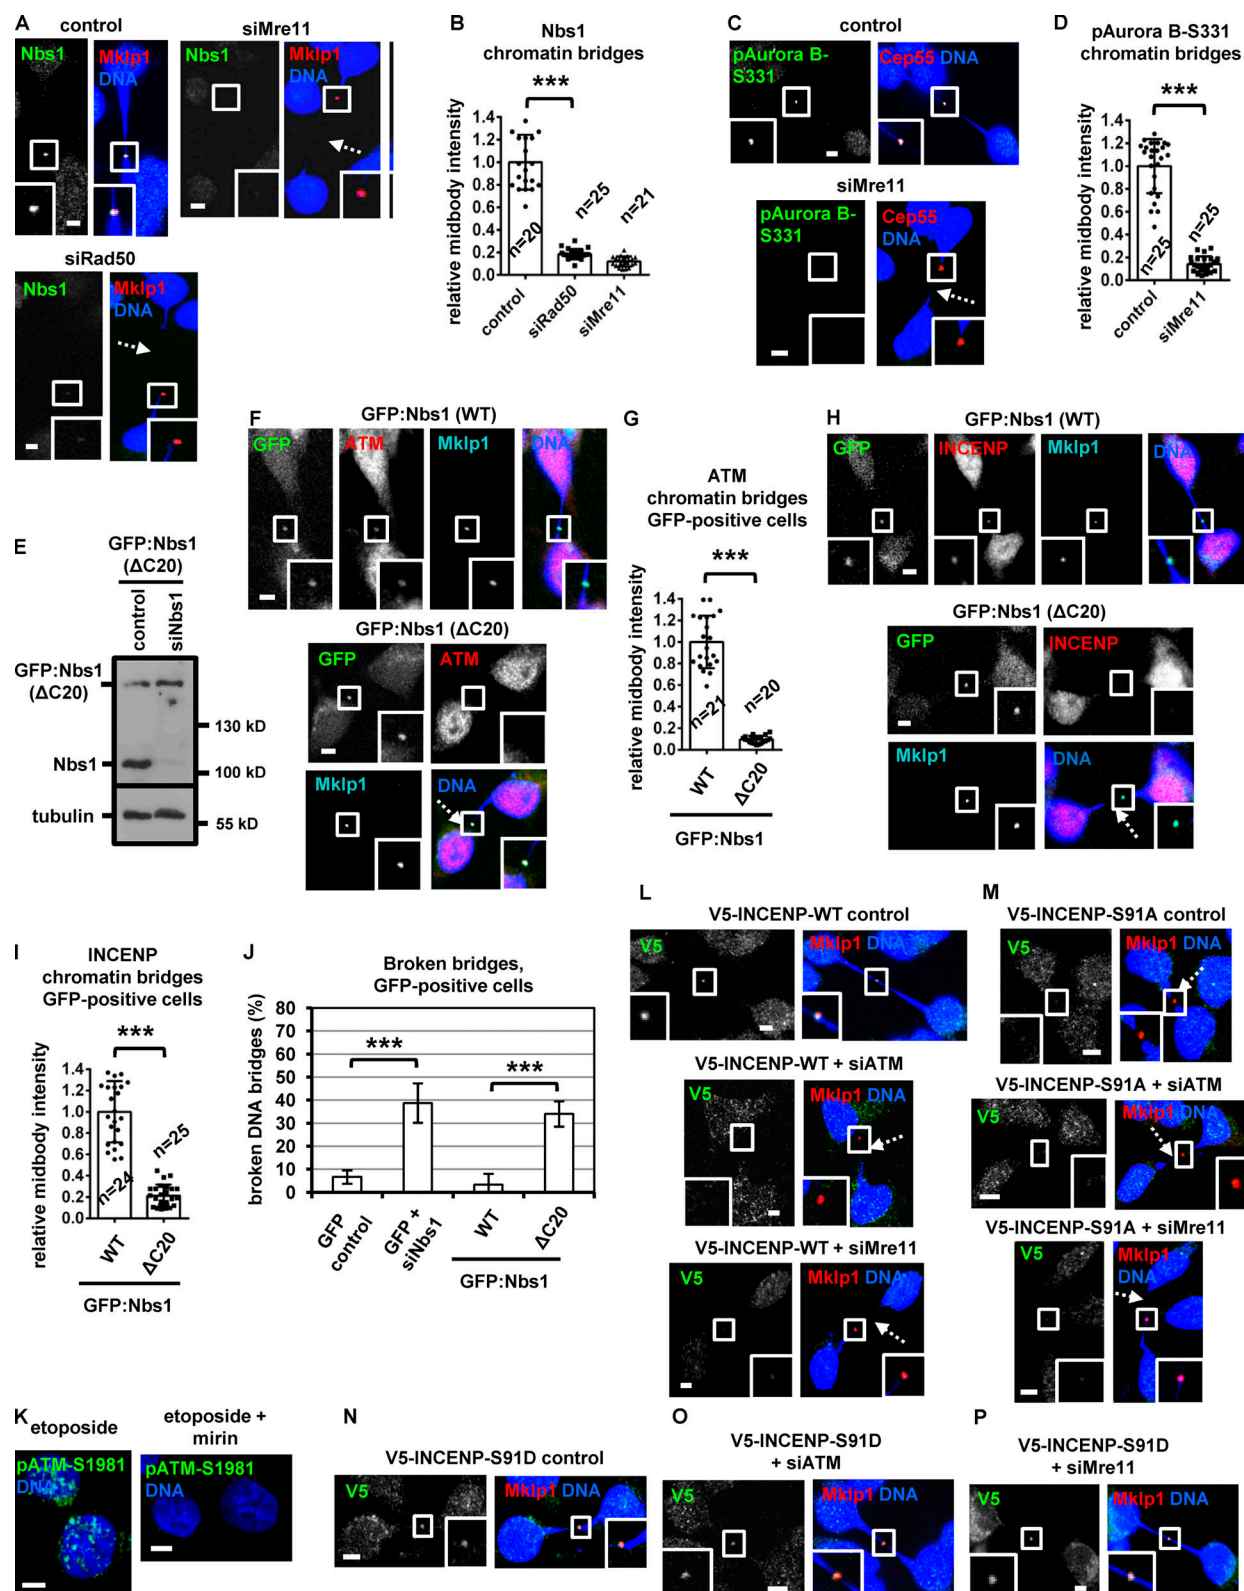 A
control
Nbs1
Mklp1
DNA
siMre11
Nbs1
Mklp1
DNA
siRad50
Nbs1
Mklp1
DNA
B
Nbs1
chromatin bridges
***
relative midbody intensity
1.4
1.2
1.0
0.8
0.6
0.4
0.2
0.0
n=20
n=25
n=21
control
siRad50
siMre11
C
control
pAurora B-
S331
Cep55 DNA
siMre11
pAurora B-
S331
Cep55
DNA
D
pAurora B-S331
chromatin bridges
***
relative midbody intensity
1.4
1.2
1.0
0.8
0.6
0.4
0.2
0.0
n=25
n=25
control
siMre11
E
GFP:Nbs1
(ΔC20)
control
siNbs1
GFP:Nbs1
(ΔC20)
130 kD
Nbs1
100 kD
tubulin
55 kD
F
GFP:Nbs1 (WT)
GFP
ATM
Mklp1
DNA
GFP:Nbs1 (ΔC20)
GFP
ATM
Mklp1
DNA
G
ATM
chromatin bridges
GFP-positive cells
***
relative midbody intensity
1.4
1.2
1.0
0.8
0.6
0.4
0.2
0.0
n=21
n=20
WT
ΔC20
GFP:Nbs1
H
GFP:Nbs1 (WT)
GFP
INCENP
Mklp1
DNA
GFP:Nbs1 (ΔC20)
GFP
INCENP
Mklp1
DNA
I
INCENP
chromatin bridges
GFP-positive cells
***
relative midbody intensity
1.4
1.2
1.0
0.8
0.6
0.4
0.2
0.0
n=24
n=25
WT
ΔC20
GFP:Nbs1
J
Broken bridges,
GFP-positive cells
broken DNA bridges (%)
80
70
60
50
40
30
20
10
0
***
***
GFP
control
GFP +
siNbs1
WT
ΔC20
GFP:Nbs1
K
etoposide
pATM-S1981
DNA
etoposide +
mirin
pATM-S1981
DNA
L
V5-INCENP-WT control
V5
Mklp1 DNA
V5-INCENP-WT + siATM
V5
Mklp1 DNA
V5-INCENP-WT + siMre11
V5
Mklp1 DNA
M
V5-INCENP-S91A control
V5
Mklp1 DNA
V5-INCENP-S91A + siATM
V5
Mklp1 DNA
V5-INCENP-S91A + siMre11
V5
Mklp1
DNA
N
V5-INCENP-S91D control
V5
Mklp1 DNA
O
V5-INCENP-S91D
+ siATM
V5
Mklp1 DNA
P
V5-INCENP-S91D
+ siMre11
V5
Mklp1 DNA